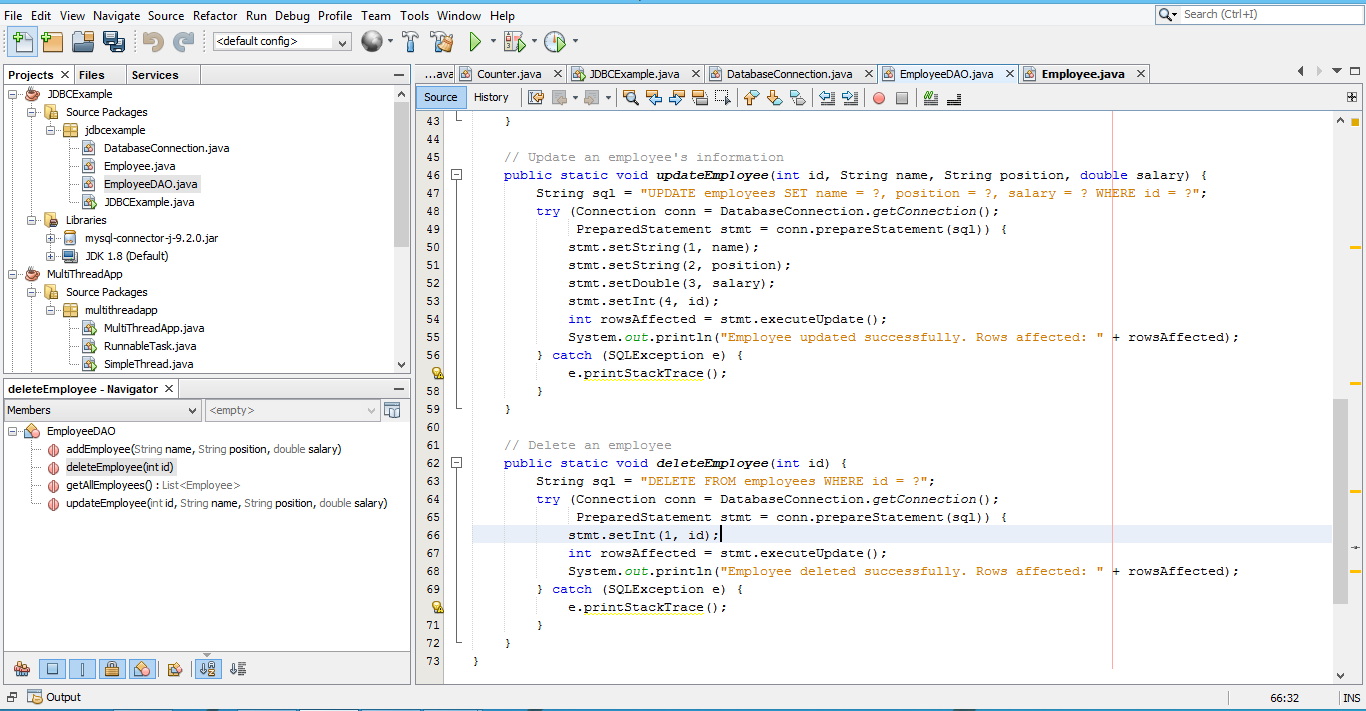 File Edit View Navigate Source Refactor Run Debug Profile Team Tools Window Help
Search (Ctrl+I)
<default config>
Projects Files Services
JDBCExample
Source Packages
jdbcexample
DatabaseConnection.java
Employee.java
EmployeeDAO.java
JDBCExample.java
Libraries
mysql-connector-j-9.2.0.jar
JDK 1.8 (Default)
MultiThreadApp
Source Packages
multithreadapp
MultiThreadApp.java
RunnableTask.java
SimpleThread.java
deleteEmployee - Navigator
Members <empty>
EmployeeDAO
addEmployee(String name, String position, double salary)
deleteEmployee(int id)
getAllEmployees() : List<Employee>
updateEmployee(int id, String name, String position, double salary)
...ava Counter.java JDBCExample.java DatabaseConnection.java EmployeeDAO.java Employee.java
Source History
43 }
44
45 // Update an employee's information
46 public static void updateEmployee(int id, String name, String position, double salary) {
47 String sql = "UPDATE employees SET name = ?, position = ?, salary = ? WHERE id = ?";
48 try (Connection conn = DatabaseConnection.getConnection();
49 PreparedStatement stmt = conn.prepareStatement(sql)) {
50 stmt.setString(1, name);
51 stmt.setString(2, position);
52 stmt.setDouble(3, salary);
53 stmt.setInt(4, id);
54 int rowsAffected = stmt.executeUpdate();
55 System.out.println("Employee updated successfully. Rows affected: " + rowsAffected);
56 } catch (SQLException e) {
e.printStackTrace();
58 }
59 }
60
61 // Delete an employee
62 public static void deleteEmployee(int id) {
63 String sql = "DELETE FROM employees WHERE id = ?";
64 try (Connection conn = DatabaseConnection.getConnection();
65 PreparedStatement stmt = conn.prepareStatement(sql)) {
66 stmt.setInt(1, id);
67 int rowsAffected = stmt.executeUpdate();
68 System.out.println("Employee deleted successfully. Rows affected: " + rowsAffected);
69 } catch (SQLException e) {
e.printStackTrace();
71 }
72 }
73 }
Output
66:32 INS